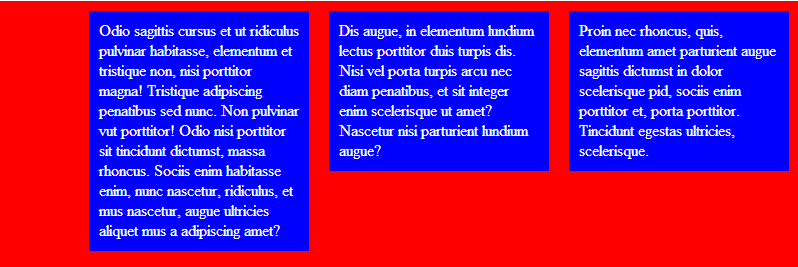 Odio sagittis cursus et ut ridiculus
pulvinar habitasse, elementum et
tristique non, nisi porttitor
magna! Tristique adipiscing
penatibus sed nunc. Non pulvinar
vut porttitor! Odio nisi porttitor
sit tincidunt dictumst, massa
rhoncus. Sociis enim habitasse
enim, nunc nascetur, ridiculus, et
mus nascetur, augue ultricies
aliquet mus a adipiscing amet?
Dis augue, in elementum lundium
lectus porttitor duis turpis dis.
Nisi vel porta turpis arcu nec
diam penatibus, et sit integer
enim scelerisque ut amet?
Nascetur nisi parturient lundium
augue?
Proin nec rhoncus, quis,
elementum amet parturient augue
sagittis dictumst in dolor
scelerisque pid, sociis enim
porttitor et, porta porttitor.
Tincidunt egestas ultricies,
scelerisque.